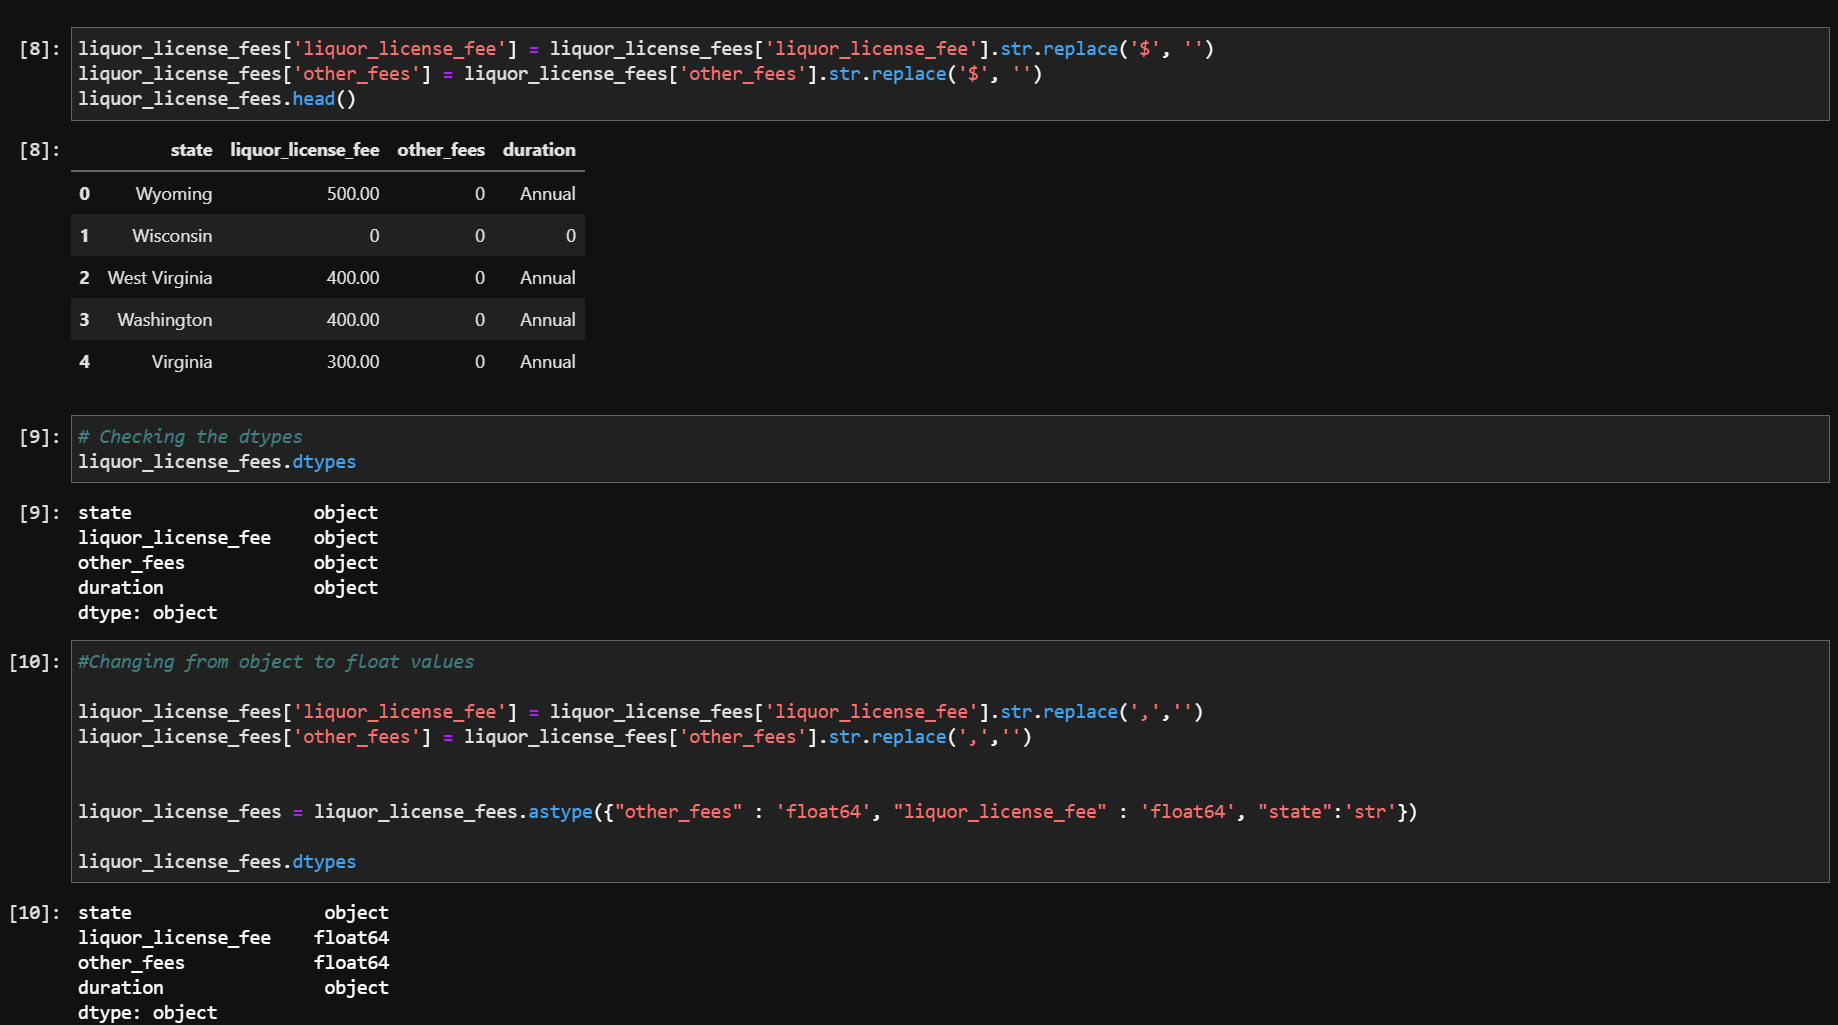 [8]: liquor_license_fees['liquor_license_fee'] = liquor_license_fees['liquor_license_fee'].str.replace('$', '')
liquor_license_fees['other_fees'] = liquor_license_fees['other_fees'].str.replace('$', '')
liquor_license_fees.head()
[8]: state liquor_license_fee other_fees duration
0 Wyoming 500.00 0 Annual
1 Wisconsin 0 0 0
2 West Virginia 400.00 0 Annual
3 Washington 400.00 0 Annual
4 Virginia 300.00 0 Annual
[9]: # Checking the dtypes
liquor_license_fees.dtypes
[9]: state object
liquor_license_fee object
other_fees object
duration object
dtype: object
[10]: #Changing from object to float values
liquor_license_fees['liquor_license_fee'] = liquor_license_fees['liquor_license_fee'].str.replace(',','')
liquor_license_fees['other_fees'] = liquor_license_fees['other_fees'].str.replace(',','')
liquor_license_fees = liquor_license_fees.astype({"other_fees" : 'float64', "liquor_license_fee" : 'float64', "state":'str'})
liquor_license_fees.dtypes
[10]: state object
liquor_license_fee float64
other_fees float64
duration object
dtype: object